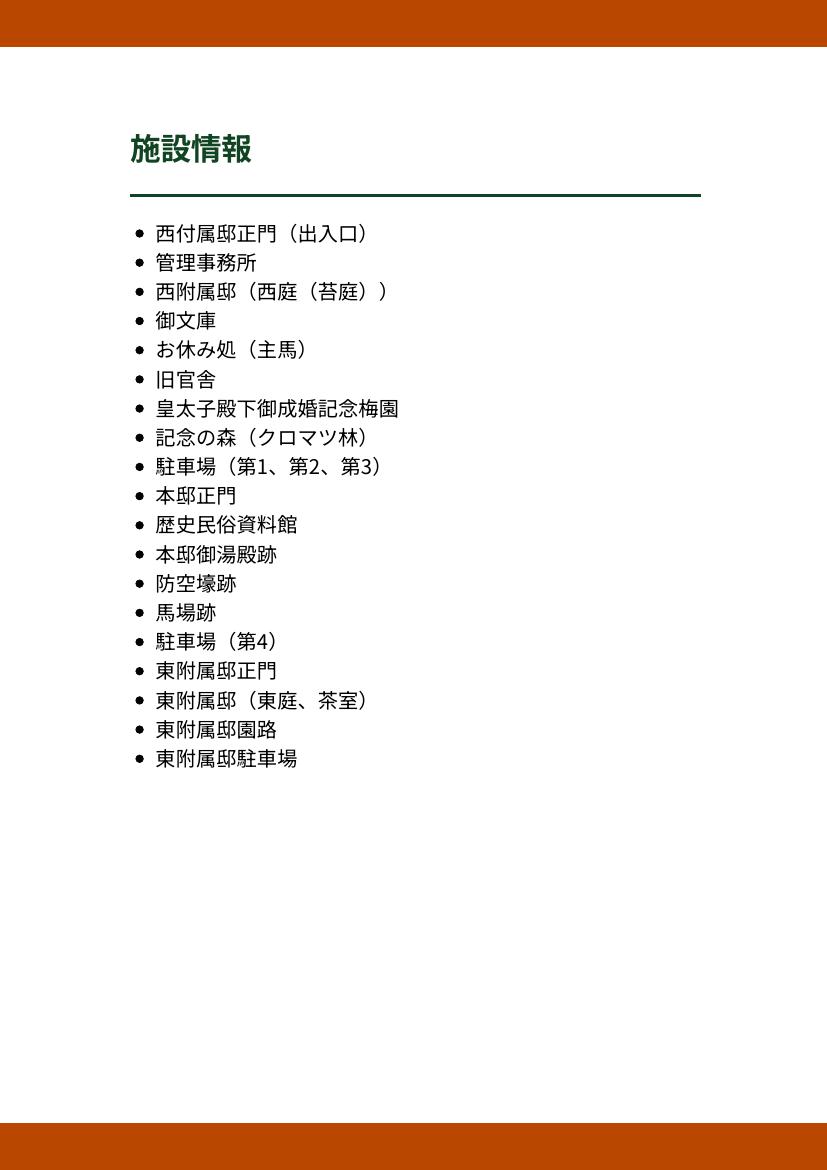 施設情報
西付属邸正門（出入口）
管理事務所
西附属邸（西庭（苔庭））
御文庫
お休み処（主馬）
旧官舎
皇太子殿下御成婚記念梅園
記念の森（クロマツ林）
駐車場（第1、第2、第3）
本邸正門
歴史民俗資料館
本邸御湯殿跡
防空壕跡
馬場跡
駐車場（第4）
東附属邸正門
東附属邸（東庭、茶室）
東附属邸園路
東附属邸駐車場